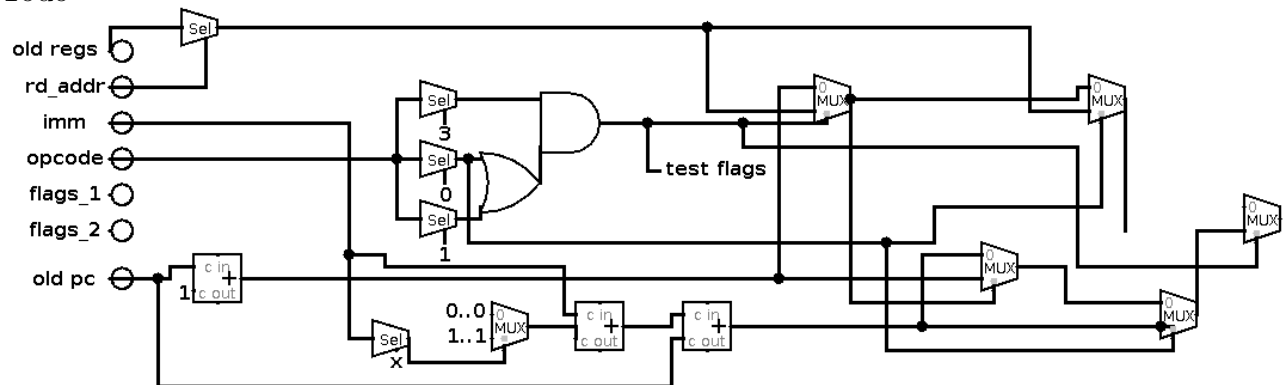 Sel
old regs
rd_addr
imm
opcode
flags_1
flags_2
old pc
Sel
3
Sel
0
Sel
1
test flags
0
MUX
0
MUX
0
MUX
0
MUX
0
MUX
1
c in
+
c out
0..0
1..1
0
MUX
Sel
x
c in
+
c out
c in
+
c out